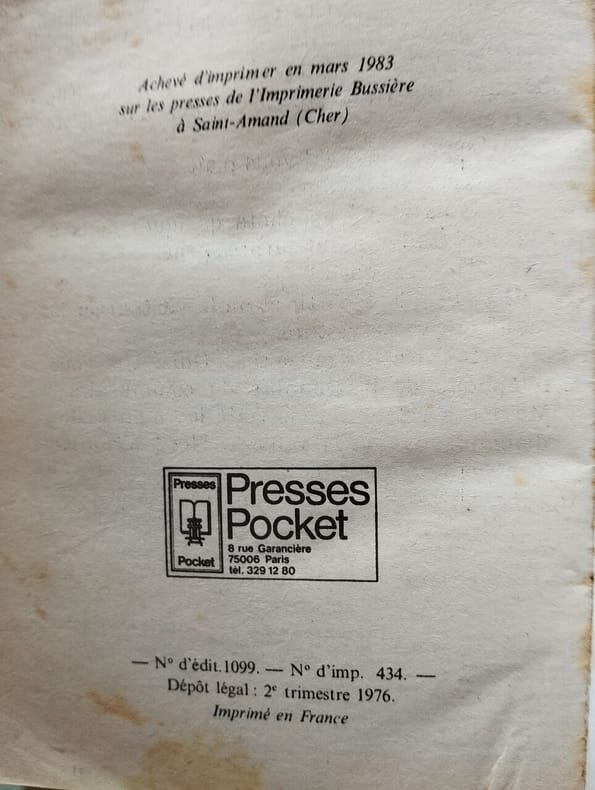 Achevé d'imprimer en mars 1983
sur les presses de l'Imprimerie Bussière
à Saint-Amand (Cher)
Presses
Pocket
Presses
Pocket
8 rue Garancière
75006 Paris
tél. 329 12 80
— Nº d'édit.1099. — Nº d'imp. 434. —
Dépôt légal : 2e trimestre 1976.
Imprimé en France